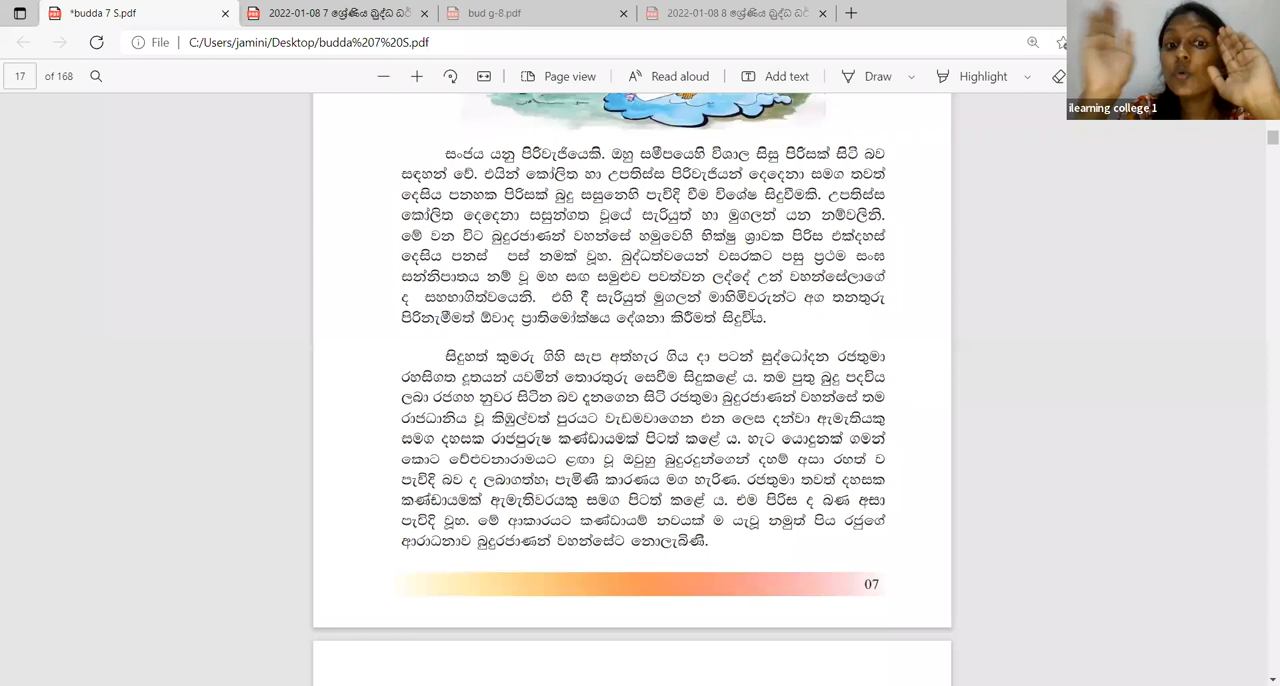 *budda 7 S.pdf
2022-01-08 7 ශ්‍රේණිය බුද්ධ ධර්
bud g-8.pdf
2022-01-08 8 ශ්‍රේණිය බුද්ධ ධර්
File
C:/Users/jamini/Desktop/budda%207%20S.pdf
17 of 168
Page view
Read aloud
Add text
Draw
Highlight
ilearning college 1
සංජය යනු පිරිවැජියෙකි. ඔහු සමීපයෙහි විශාල සිසු පිරිසක් සිටි බව
සඳහන් වේ. එයින් කෝලිත හා උපතිස්ස පිරිවැජියන් දෙදෙනා සමග තවත්
දෙසිය පනහක පිරිසක් බුදු සසුනෙහි පැවිදි වීම විශේෂ සිදුවීමකි. උපතිස්ස
කෝලිත දෙදෙනා සසුන්ගත වූයේ සැරියුත් හා මුගලන් යන නම්වලිනි.
මේ වන විට බුදුරජාණන් වහන්සේ හමුවෙහි භික්ෂු ශ්‍රාවක පිරිස එක්දහස්
දෙසිය පනස් පස් නමක් වූහ. බුද්ධත්වයෙන් වසරකට පසු ප්‍රථම සංඝ
සන්නිපාතය නම් වූ මහ සඟ සමුළුව පවත්වන ලද්දේ උන් වහන්සේලාගේ
ද සහභාගිත්වයෙනි. එහි දී සැරියුත් මුගලන් මාහිමිවරුන්ට අග තනතුරු
පිරිනැමීමත් ඕවාද ප්‍රාතිමෝක්ෂය දේශනා කිරීමත් සිදුවිය.
සිදුහත් කුමරු ගිහි සැප අත්හැර ගිය දා පටන් සුද්ධෝදන රජතුමා
රහසිගත දූතයන් යවමින් තොරතුරු සෙවීම සිදුකළේ ය. තම පුතු බුදු පදවිය
ලබා රජගහ නුවර සිටින බව දැනගෙන සිටි රජතුමා බුදුරජාණන් වහන්සේ තම
රාජධානිය වූ කිඹුල්වත් පුරයට වැඩමවාගෙන එන ලෙස දන්වා ඇමැතියකු
සමග දහසක රාජපුරුෂ කණ්ඩායමක් පිටත් කළේ ය. හැට යොදුනක් ගමන්
කොට වේළුවනාරාමයට ළඟා වූ ඔවුහු බුදුරදුන්ගෙන් දහම් අසා රහත් ව
පැවිදි බව ද ලබාගත්හ; පැමිණි කාරණය මග හැරිණ. රජතුමා තවත් දහසක
කණ්ඩායමක් ඇමැතිවරයකු සමග පිටත් කළේ ය. එම පිරිස ද බණ අසා
පැවිදි වූහ. මේ ආකාරයට කණ්ඩායම් නවයක් ම යැවූ නමුත් පිය රජුගේ
ආරාධනාව බුදුරජාණන් වහන්සේට නොලැබිණි.
07